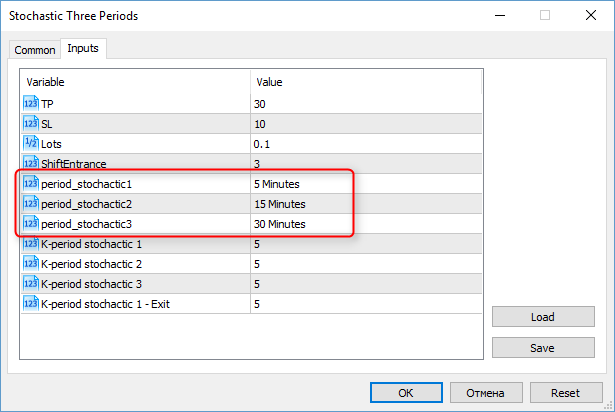 Stochastic Three Periods
Common Inputs
Variable Value
123 TP 30
123 SL 10
1/2 Lots 0.1
123 ShiftEntrance 3
123 period_stochactic1 5 Minutes
123 period_stochactic2 15 Minutes
123 period_stochactic3 30 Minutes
123 K-period stochactic 1 5
123 K-period stochactic 2 5
123 K-period stochactic 3 5
123 K-period stochactic 1 - Exit 5
Load
Save
OK Отмена Reset